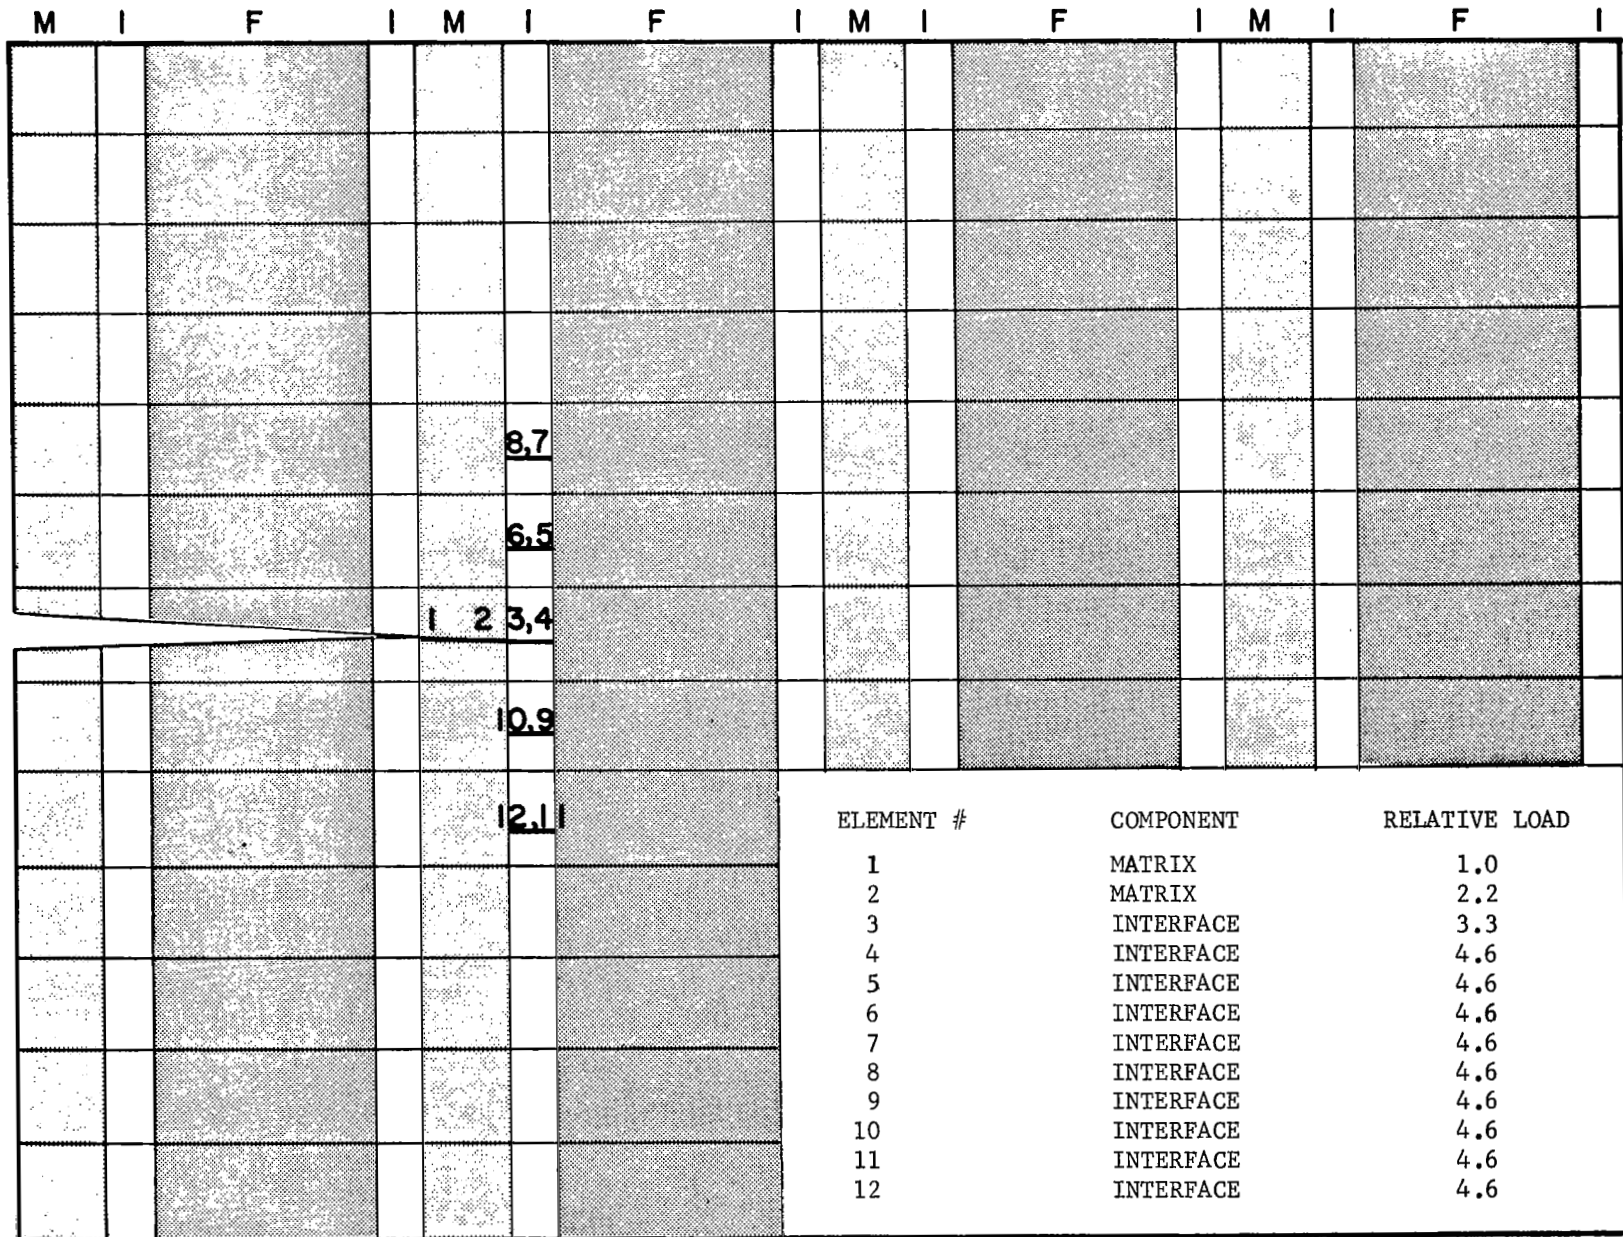 M I F I M I F I M I F I M I F I
8,7
6,5
1 2 3,4
10,9
12,11
ELEMENT # COMPONENT RELATIVE LOAD
1 MATRIX 1.0
2 MATRIX 2.2
3 INTERFACE 3.3
4 INTERFACE 4.6
5 INTERFACE 4.6
6 INTERFACE 4.6
7 INTERFACE 4.6
8 INTERFACE 4.6
9 INTERFACE 4.6
10 INTERFACE 4.6
11 INTERFACE 4.6
12 INTERFACE 4.6